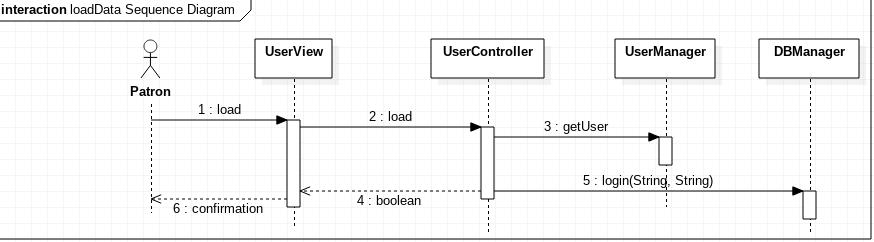 interaction loadData Sequence Diagram
UserView
UserController
UserManager
DBManager
Patron
1 : load
2 : load
3 : getUser
5 : login(String, String)
4 : boolean
6 : confirmation